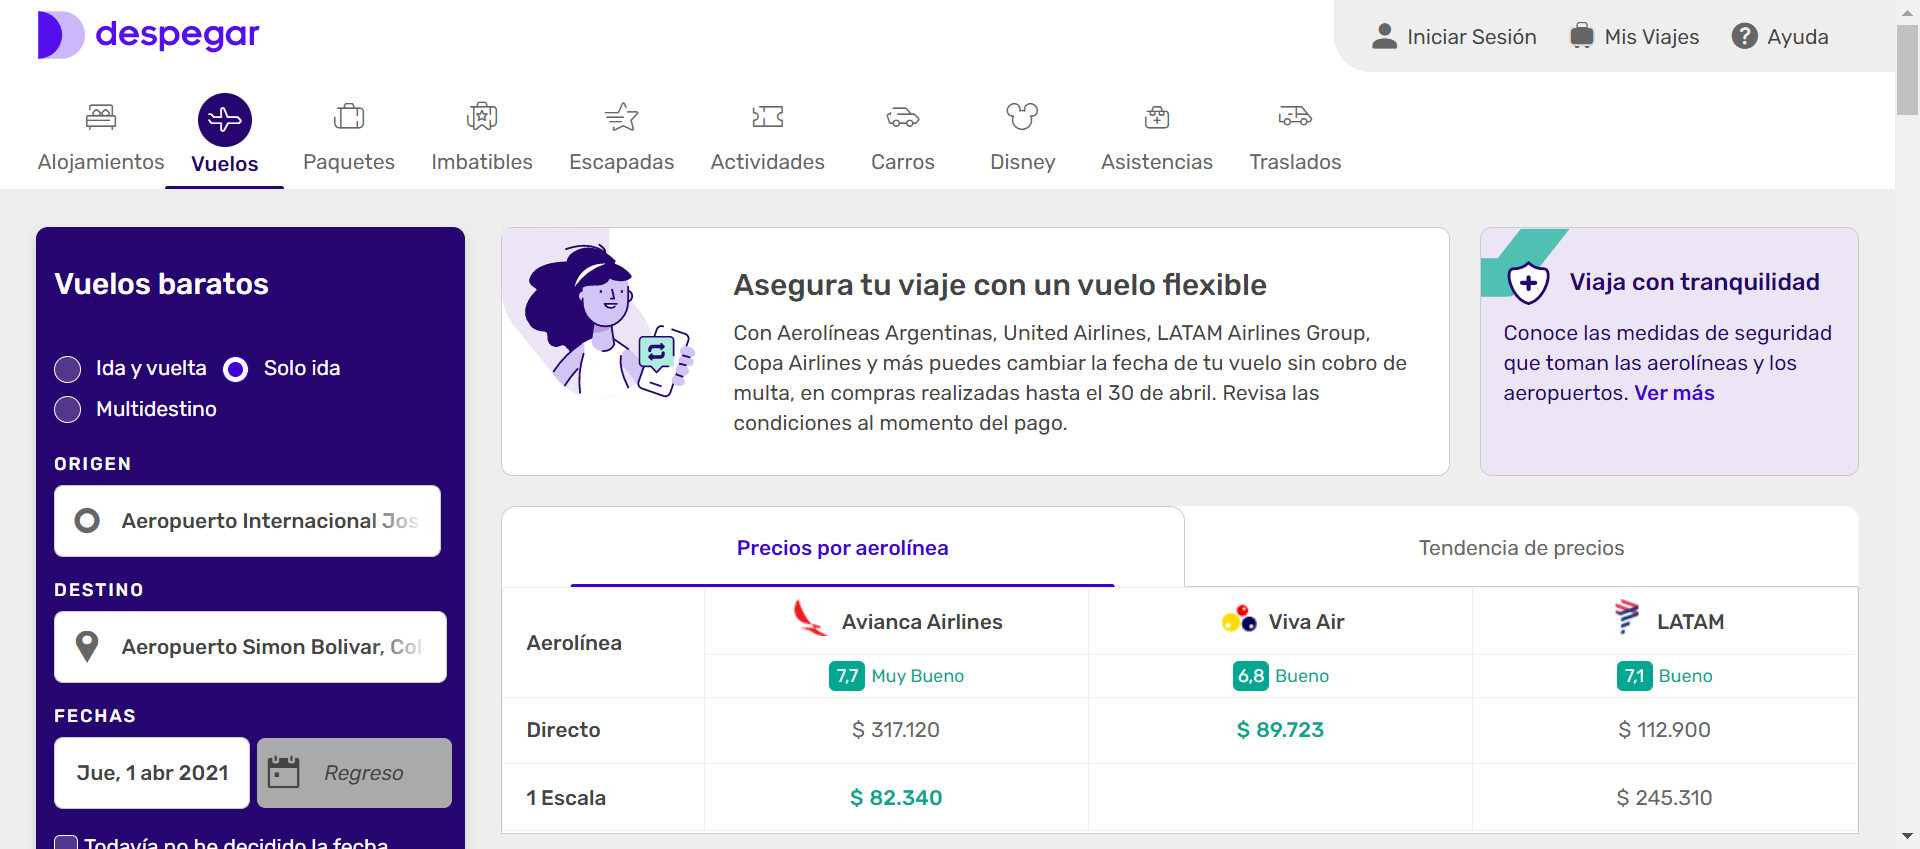 despegar
Iniciar Sesión
Mis Viajes
Ayuda
Alojamientos
Vuelos
Paquetes
Imbatibles
Escapadas
Actividades
Carros
Disney
Asistencias
Traslados
Vuelos baratos
Ida y vuelta
Solo ida
Multidestino
ORIGEN
Aeropuerto Internacional Jos
DESTINO
Aeropuerto Simon Bolivar, Col
FECHAS
Jue, 1 abr 2021
Regreso
Todavía no he decidido la fecha
Asegura tu viaje con un vuelo flexible
Con Aerolíneas Argentinas, United Airlines, LATAM Airlines Group,
Copa Airlines y más puedes cambiar la fecha de tu vuelo sin cobro de
multa, en compras realizadas hasta el 30 de abril. Revisa las
condiciones al momento del pago.
Viaja con tranquilidad
Conoce las medidas de seguridad
que toman las aerolíneas y los
aeropuertos. Ver más
Precios por aerolínea
Tendencia de precios
Aerolínea
Avianca Airlines
Viva Air
LATAM
7,7 Muy Bueno
6,8 Bueno
7,1 Bueno
Directo
$ 317.120
$ 89.723
$ 112.900
1 Escala
$ 82.340
$ 245.310